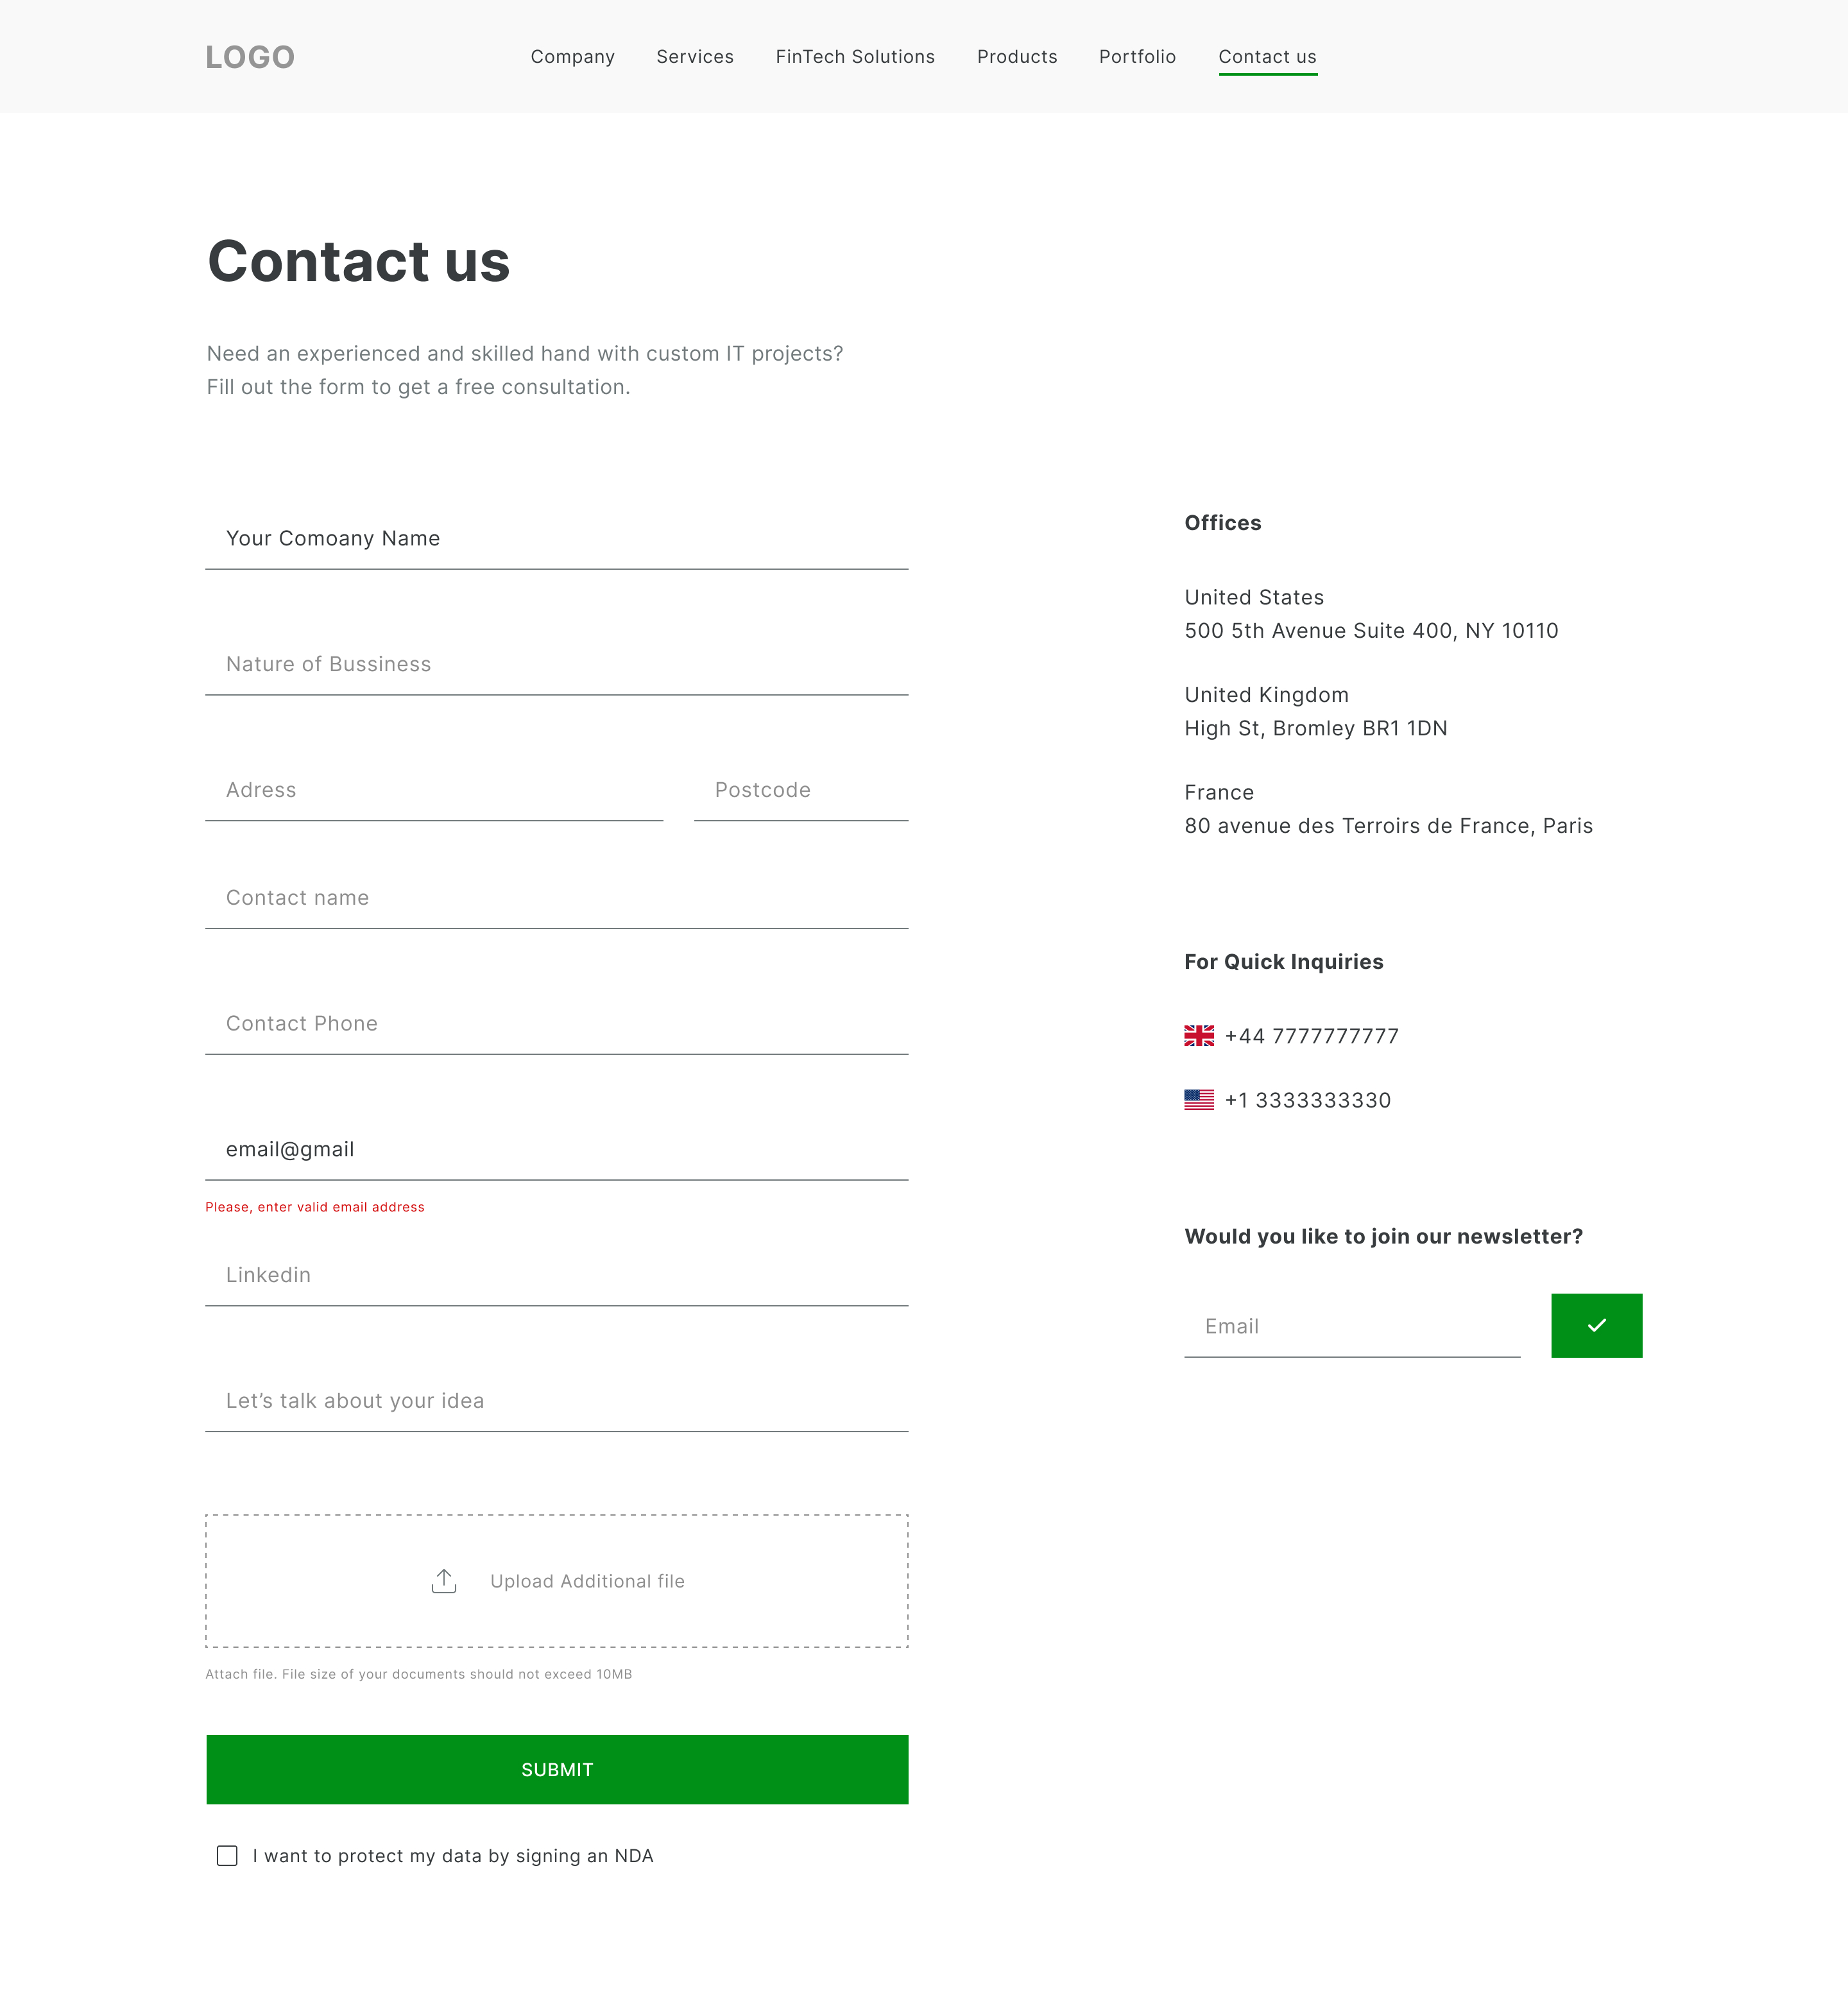 LOGO
Company Services FinTech Solutions Products Portfolio Contact us
Contact us
Need an experienced and skilled hand with custom IT projects?
Fill out the form to get a free consultation.
Your Comoany Name
Nature of Bussiness
Adress Postcode
Contact name
Contact Phone
email@gmail
Please, enter valid email address
Linkedin
Let’s talk about your idea
Upload Additional file
Attach file. File size of your documents should not exceed 10MB
SUBMIT
I want to protect my data by signing an NDA
Offices
United States
500 5th Avenue Suite 400, NY 10110
United Kingdom
High St, Bromley BR1 1DN
France
80 avenue des Terroirs de France, Paris
For Quick Inquiries
+44 7777777777
+1 3333333330
Would you like to join our newsletter?
Email